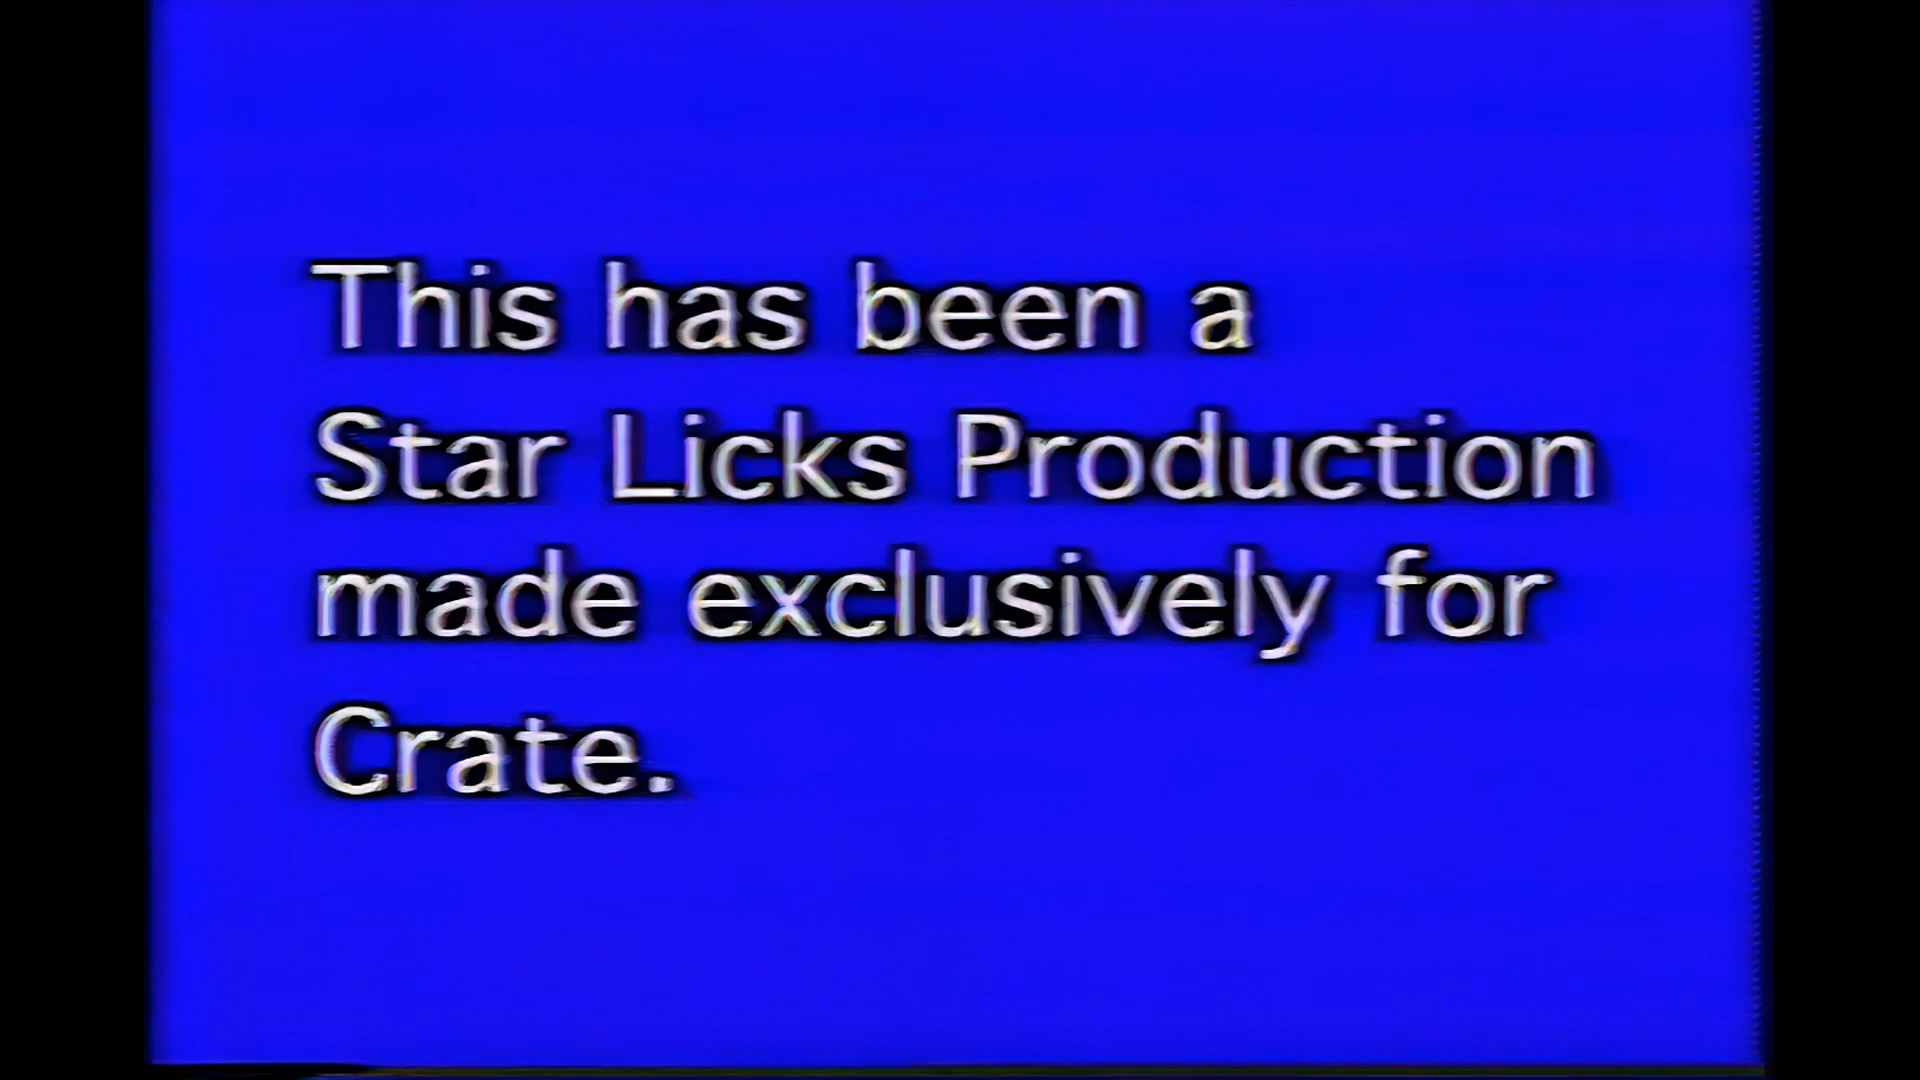 This has been a
Star Licks Production
made exclusively for
Crate.